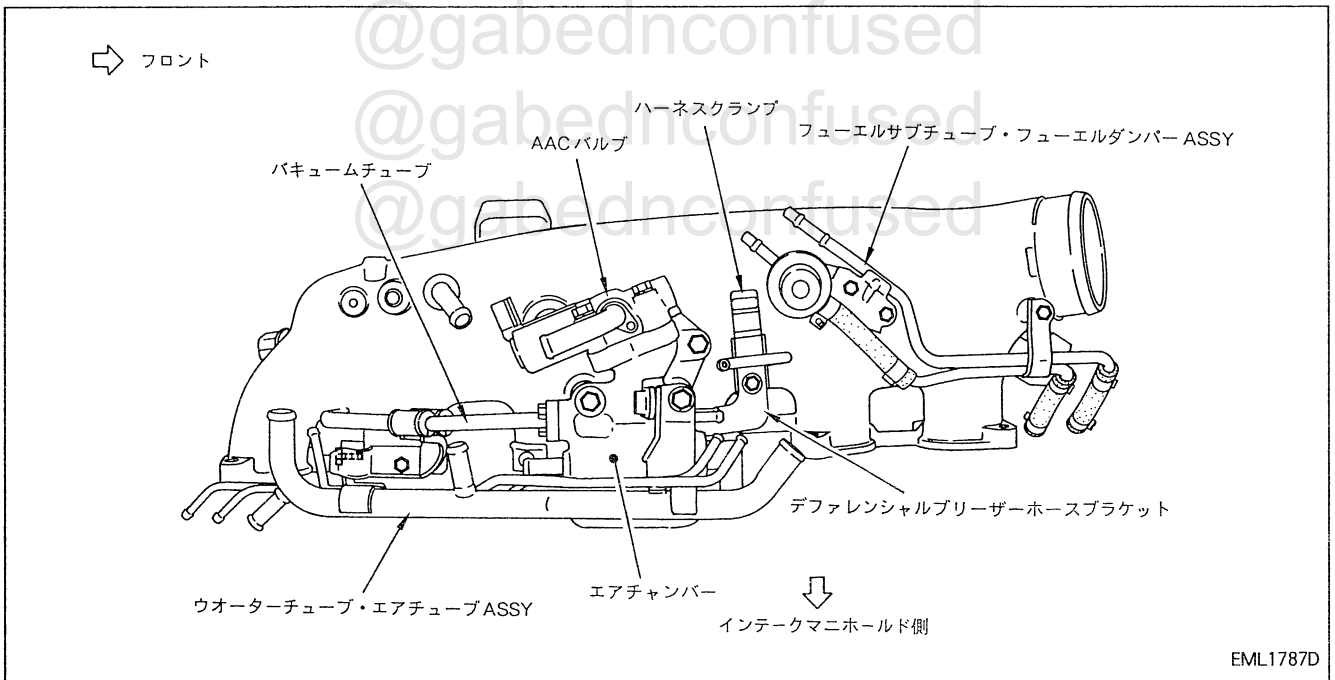 @gabednconfused
フロント
@gabednconfused
ハーネスクランプ
フューエルサブチューブ・フューエルダンパー ASSY
AACバルブ
バキュームチューブ
@gabednconfused
デファレンシャルブリーザーホースブラケット
エアチャンバー
ウオーターチューブ・エアチューブASSY
インテークマニホールド側
EML1787D